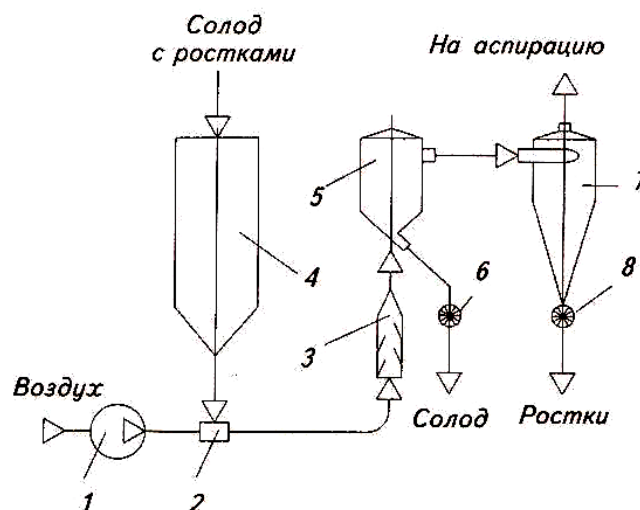 Солод
с ростками
На аспирацию
5
7
4
6
8
3
Воздух
Солод
Ростки
1
2